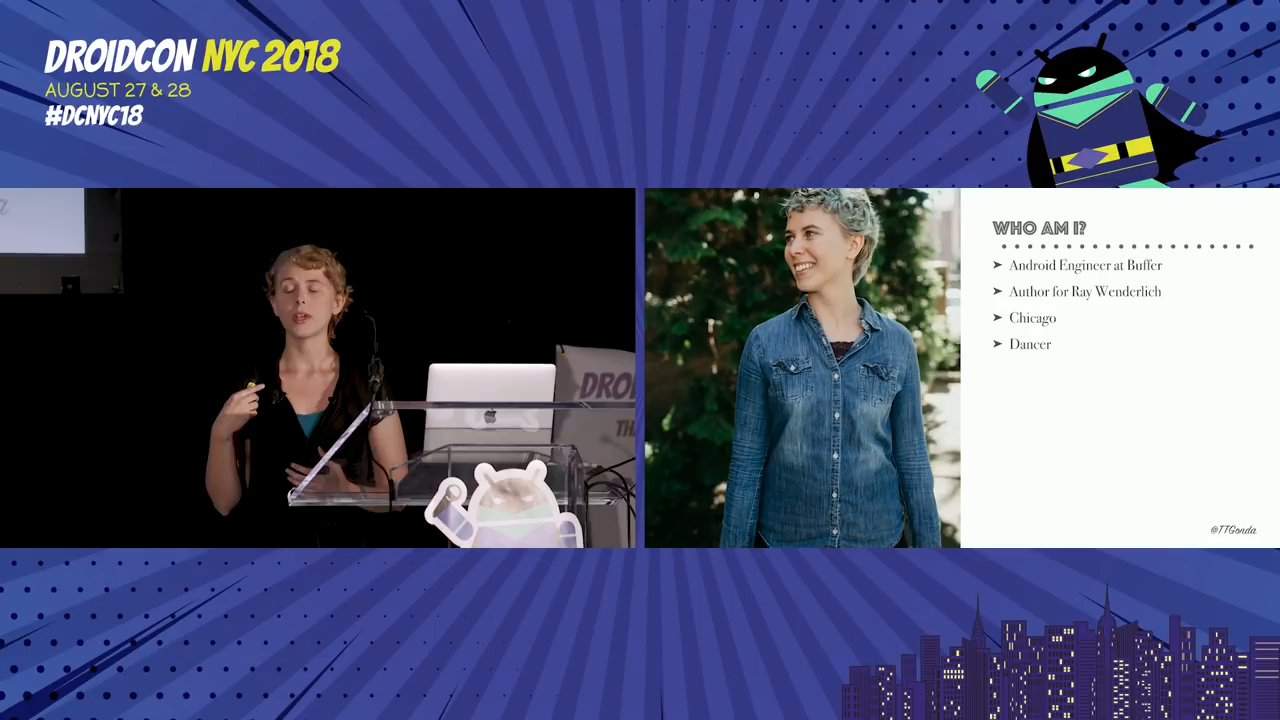 DROIDCON NYC 2018
AUGUST 27 & 28
#DCNYC18
WHO AM I?
➤ Android Engineer at Buffer
➤ Author for Ray Wenderlich
➤ Chicago
➤ Dancer
@TTGonda